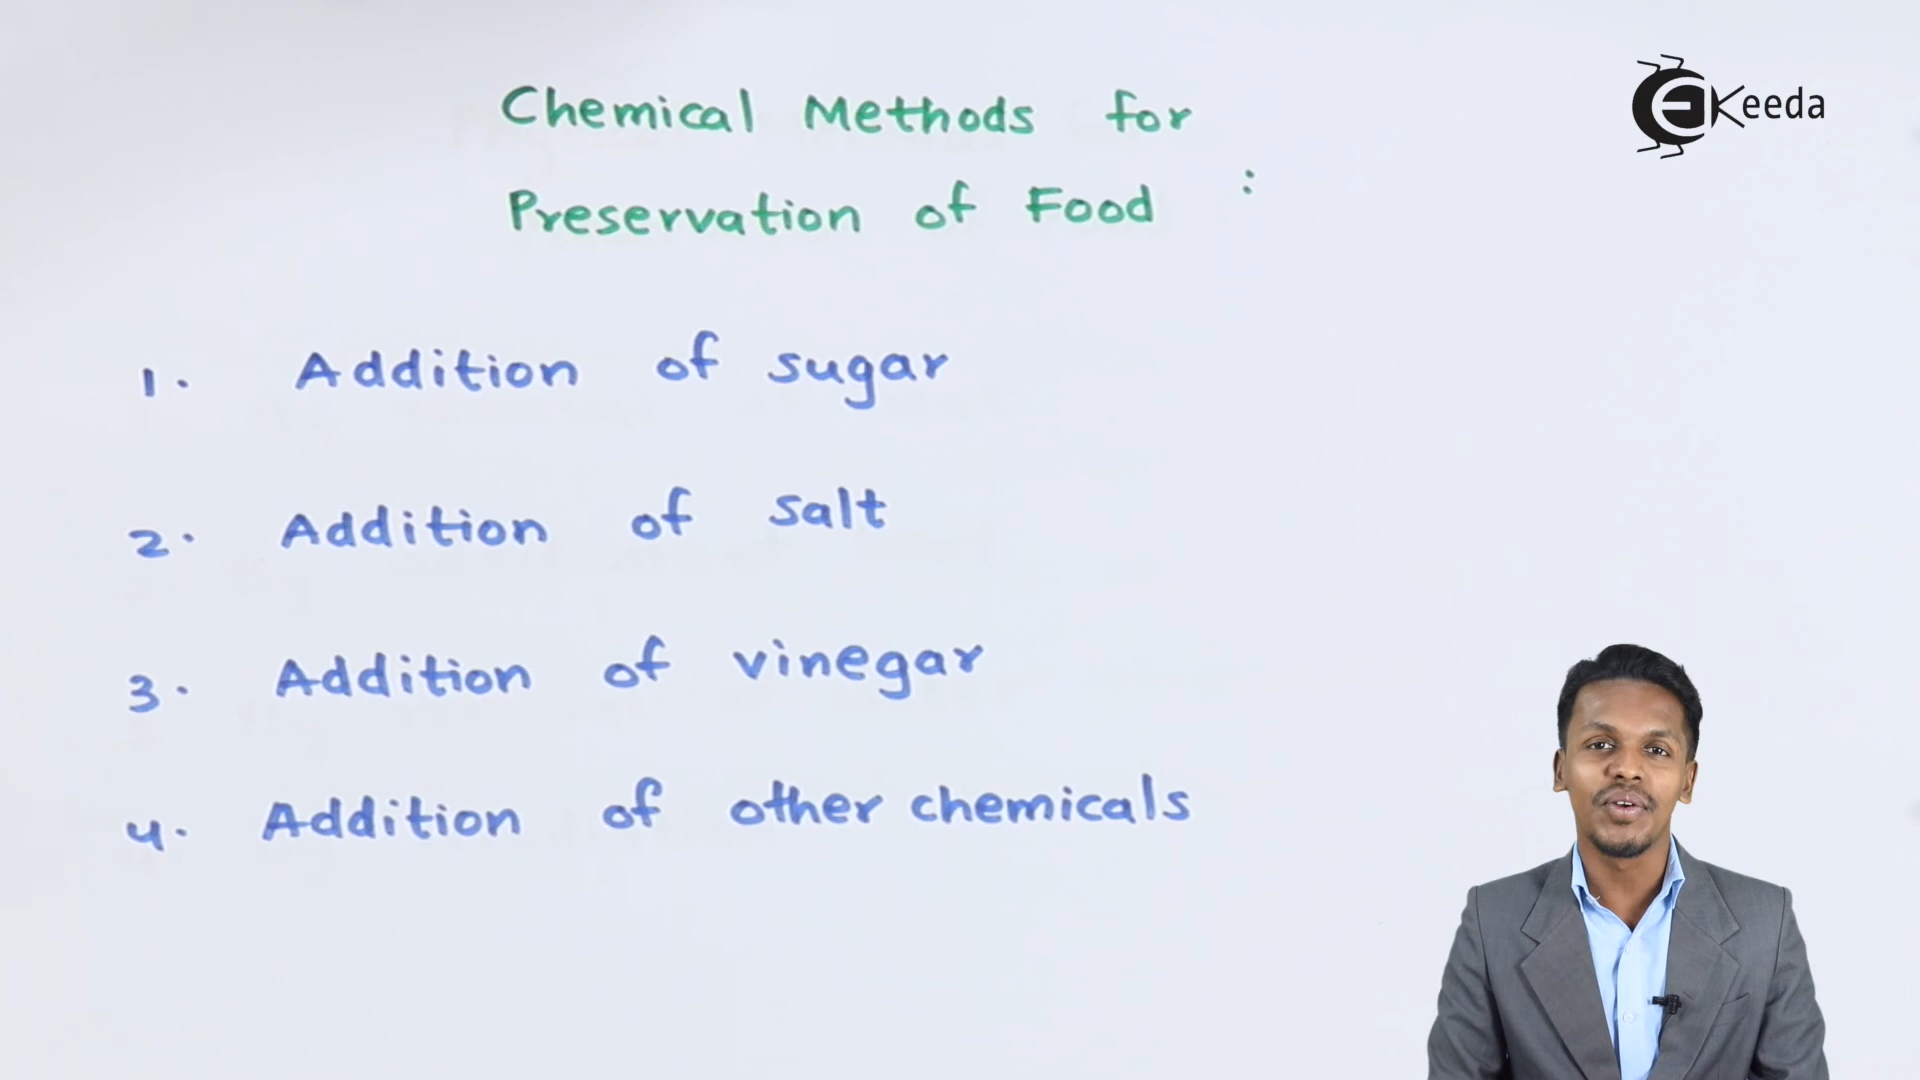 Chemical Methods for
Preservation of Food :
EKeeda
1. Addition of sugar
2. Addition of salt
3. Addition of vinegar
4. Addition of other chemicals